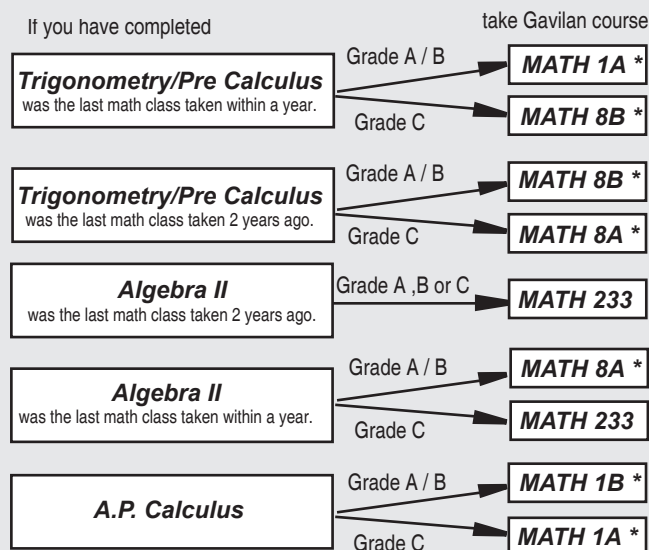 If you have completed
take Gavilan course
Trigonometry/Pre Calculus
was the last math class taken within a year.
Grade A / B
MATH 1A *
Grade C
MATH 8B *
Trigonometry/Pre Calculus
was the last math class taken 2 years ago.
Grade A / B
MATH 8B *
Grade C
MATH 8A *
Algebra II
was the last math class taken 2 years ago.
Grade A ,B or C
MATH 233
Algebra II
was the last math class taken within a year.
Grade A / B
MATH 8A *
Grade C
MATH 233
A.P. Calculus
Grade A / B
MATH 1B *
Grade C
MATH 1A *